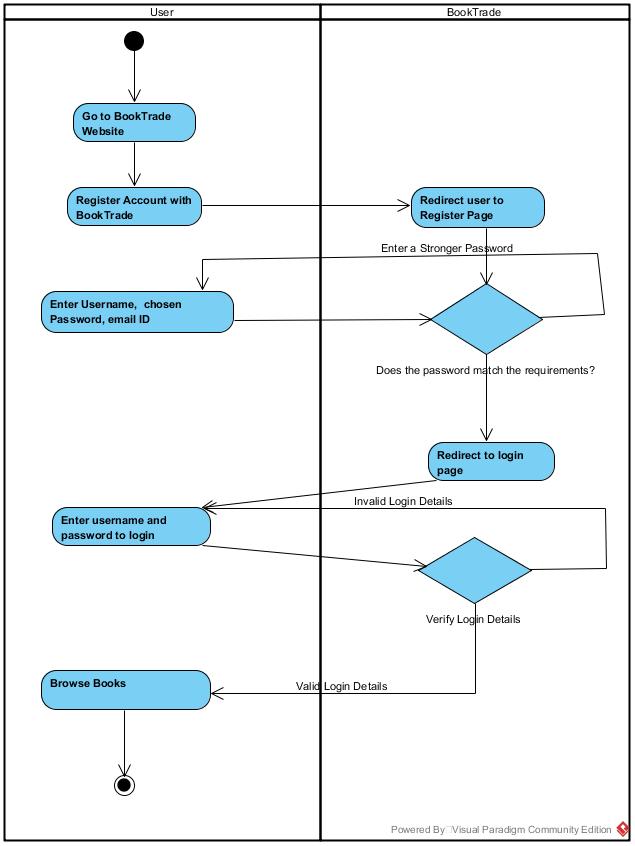 User
BookTrade
Go to BookTrade
Website
Register Account with
BookTrade
Redirect user to
Register Page
Enter a Stronger Password
Enter Username, chosen
Password, email ID
Does the password match the requirements?
Redirect to login
page
Invalid Login Details
Enter username and
password to login
Verify Login Details
Browse Books
Valid Login Details
Powered By Visual Paradigm Community Edition